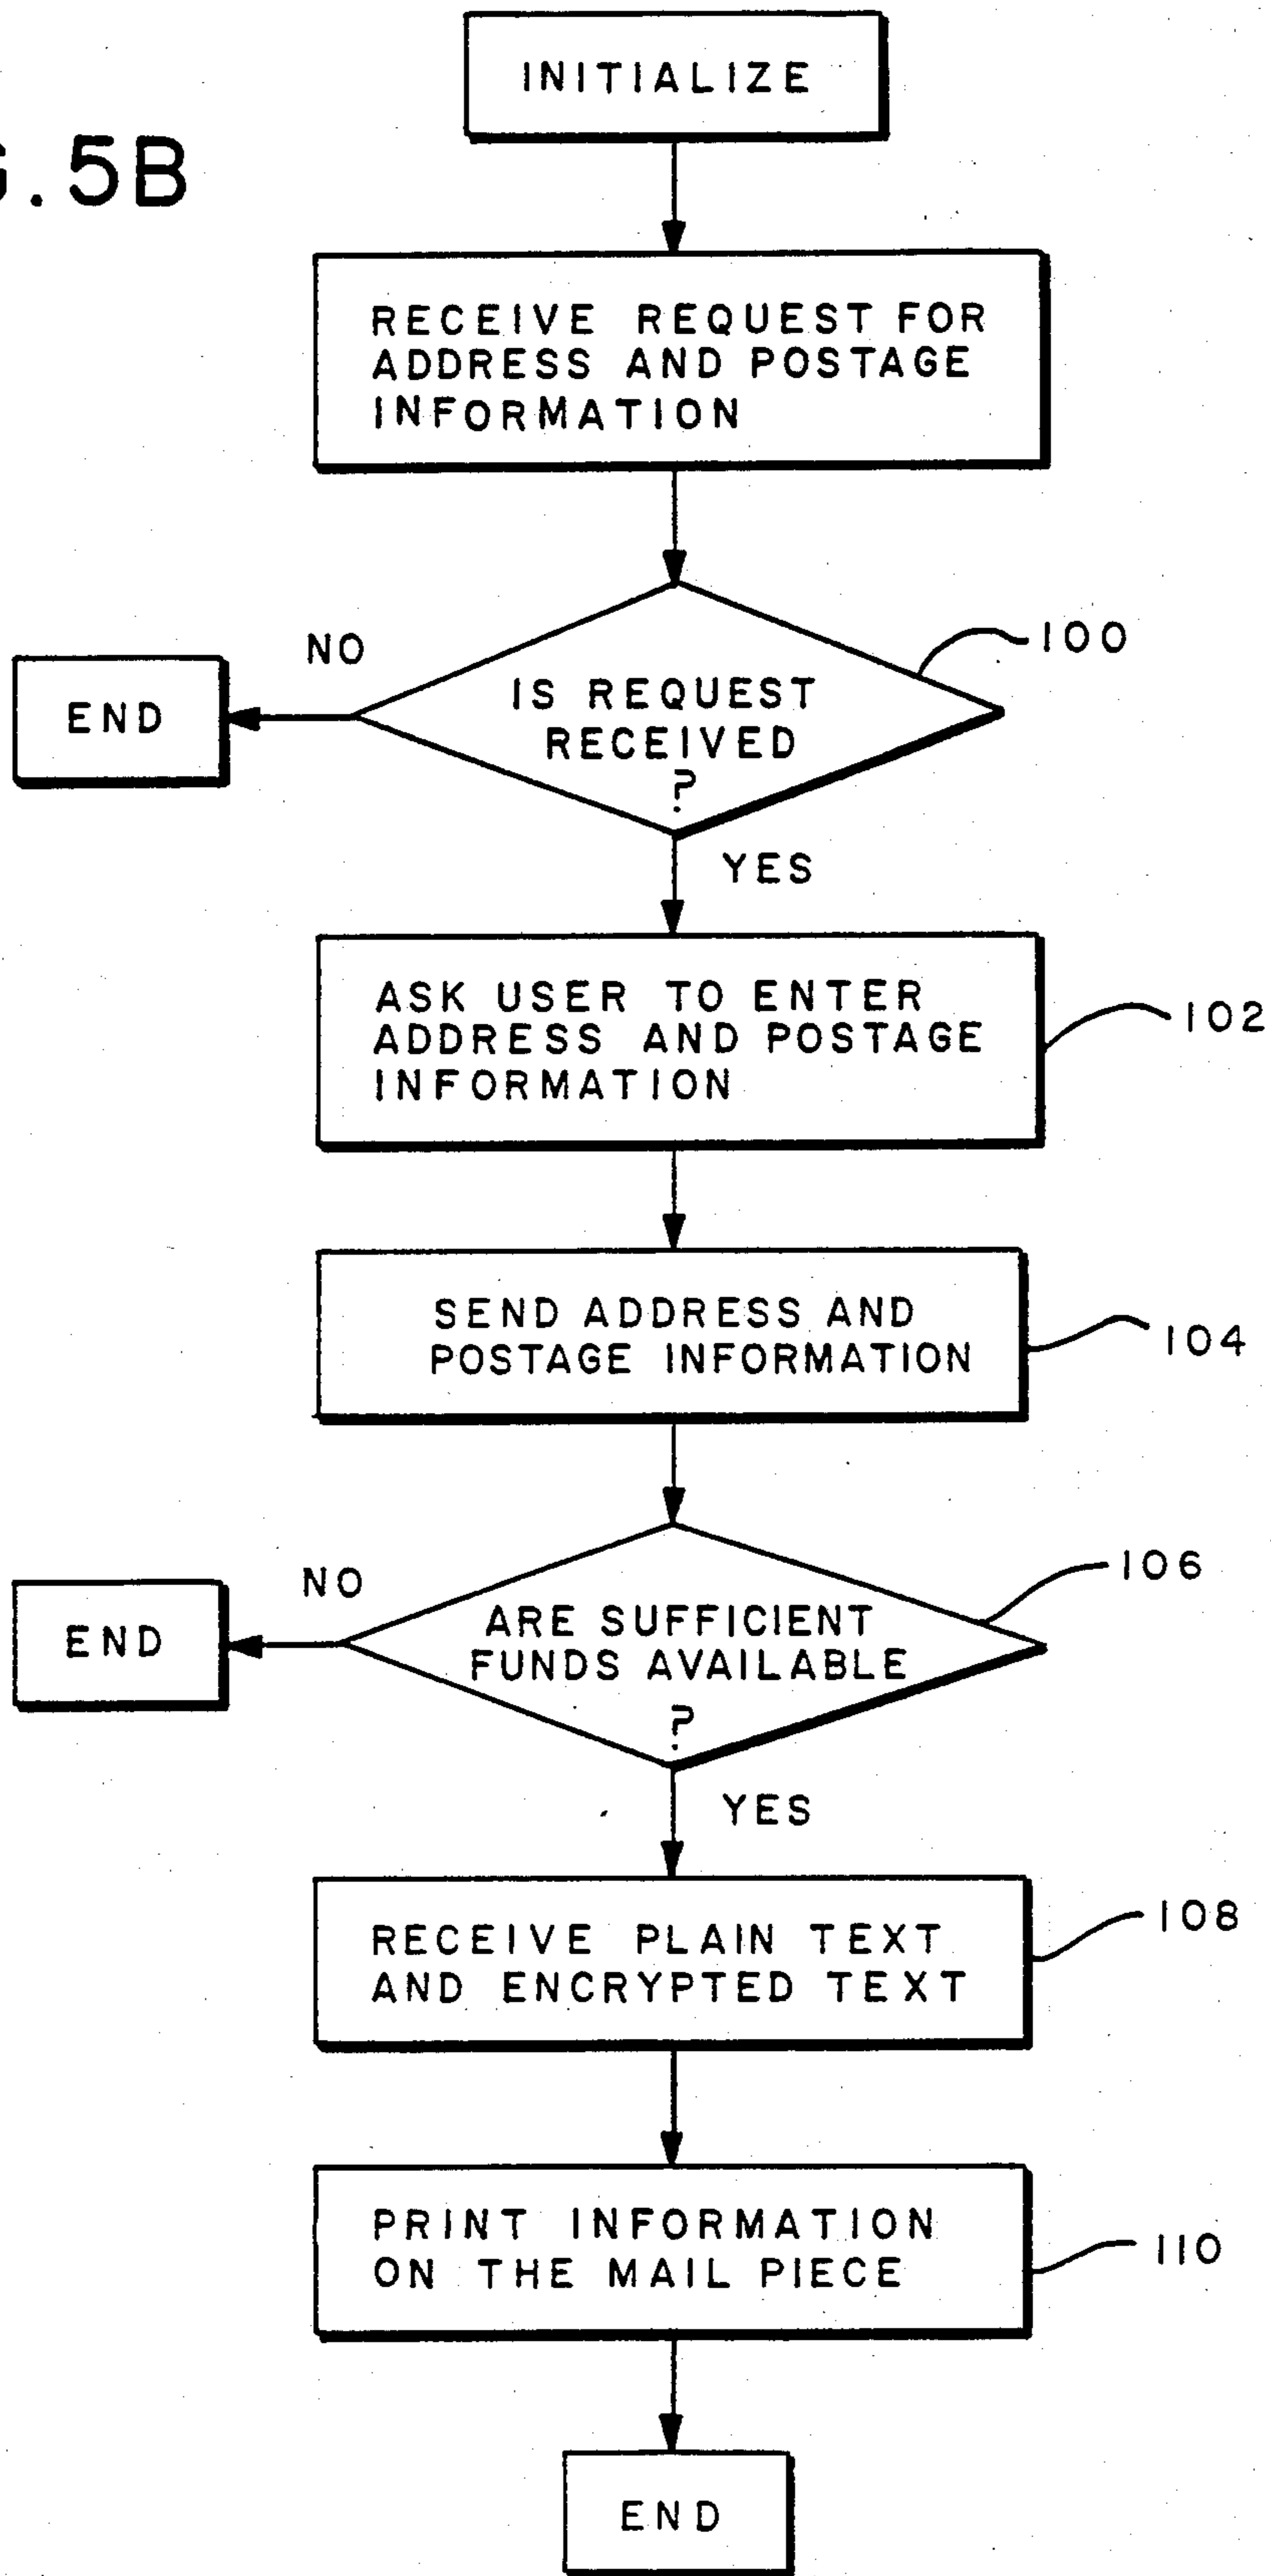 INITIALIZE
G.5B
RECEIVE REQUEST FOR
ADDRESS AND POSTAGE
INFORMATION
NO
100
END
IS REQUEST
RECEIVED
?
YES
ASK USER TO ENTER
ADDRESS AND POSTAGE
INFORMATION
102
SEND ADDRESS AND
POSTAGE INFORMATION
104
NO
106
END
ARE SUFFICIENT
FUNDS AVAILABLE
?
YES
RECEIVE PLAIN TEXT
AND ENCRYPTED TEXT
108
PRINT INFORMATION
ON THE MAIL PIECE
110
END